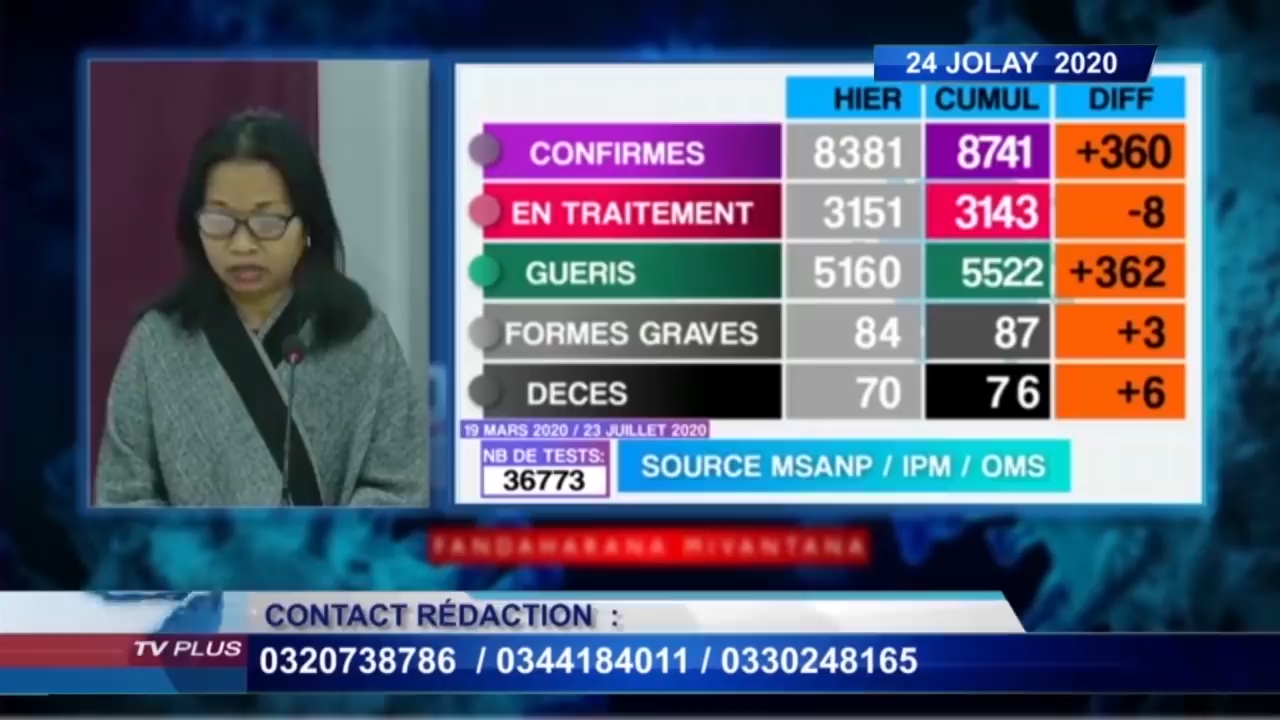 24 JOLAY 2020
HIER CUMUL DIFF
CONFIRMES 8381 8741 +360
EN TRAITEMENT 3151 3143 -8
GUERIS 5160 5522 +362
FORMES GRAVES 84 87 +3
DECES 70 76 +6
19 MARS 2020 / 23 JUILLET 2020
NB DE TESTS:
36773
SOURCE MSANP / IPM / OMS
FANDAHARANA MIVANTANA
CONTACT RÉDACTION :
TV PLUS
0320738786 / 0344184011 / 0330248165